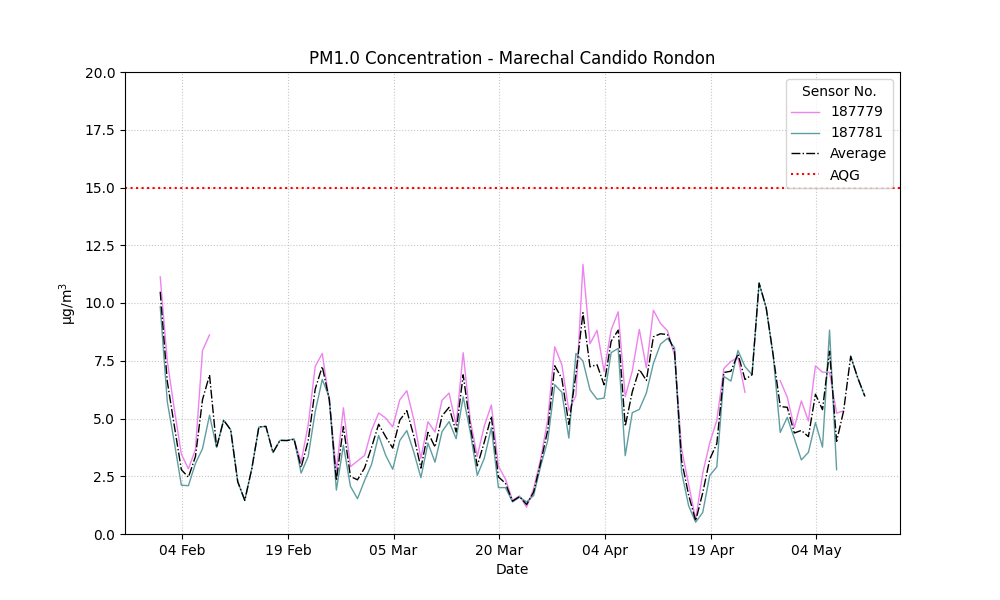 PM1.0 Concentration - Marechal Candido Rondon
Sensor No.
187779
187781
Average
AQG
20.0
17.5
15.0
12.5
10.0
7.5
5.0
2.5
0.0
µg/m³
04 Feb
19 Feb
05 Mar
20 Mar
04 Apr
19 Apr
04 May
Date